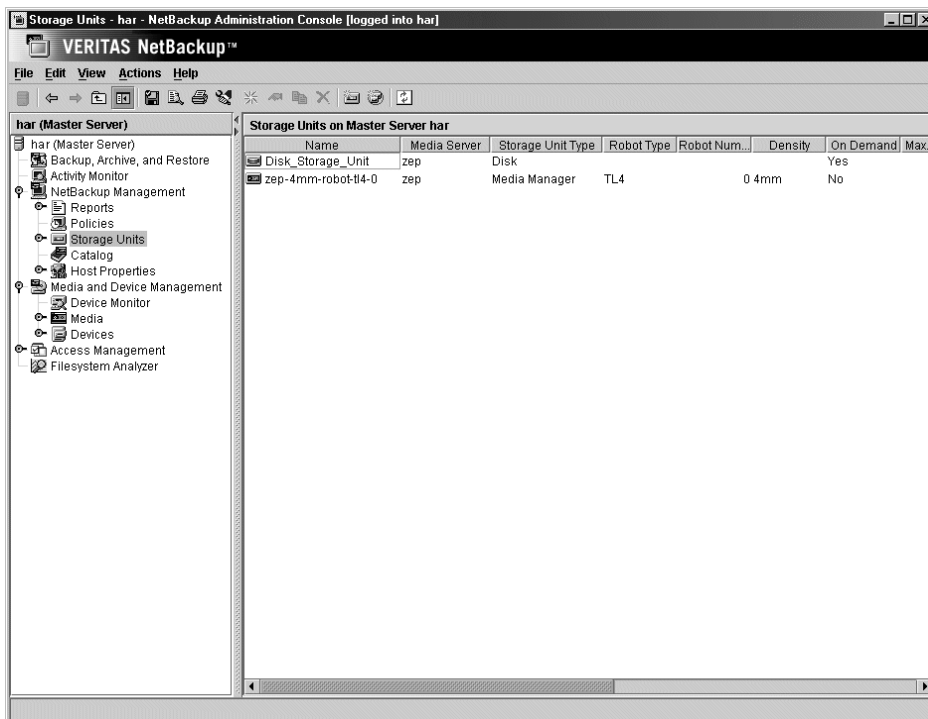 Storage Units - har - NetBackup Administration Console [logged into har]
VERITAS NetBackup™
File Edit View Actions Help
har (Master Server)
har (Master Server)
Backup, Archive, and Restore
Activity Monitor
NetBackup Management
Reports
Policies
Storage Units
Catalog
Host Properties
Media and Device Management
Device Monitor
Media
Devices
Access Management
Filesystem Analyzer
Storage Units on Master Server har
Name Media Server Storage Unit Type Robot Type Robot Num... Density On Demand Max.
Disk_Storage_Unit zep Disk Yes
zep-4mm-robot-tl4-0 zep Media Manager TL4 0 4mm No